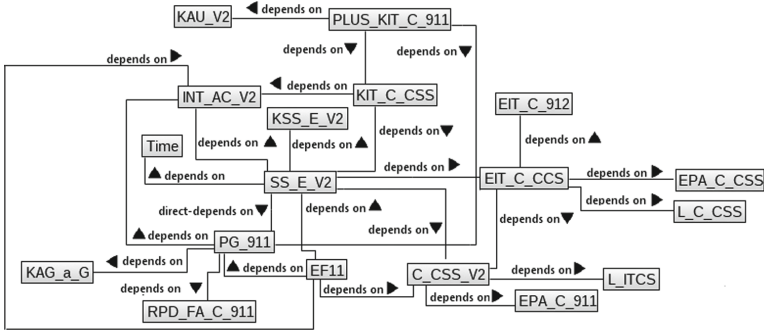 KAU_V2
depends on
PLUS_KIT_C_911
depends on
depends on
depends on
INT_AC_V2
depends on
KIT_C_CSS
EIT_C_912
KSS_E_V2
Time
depends on
depends on
depends on
depends on
depends on
depends on
SS_E_V2
EIT_C_CCS
depends on
EPA_C_CSS
direct-depends on
depends on
depends on
L_C_CSS
depends on
depends on
depends on
PG_911
KAG_a_G
depends on
depends on
EF11
C_CSS_V2
depends on
L_ITCS
depends on
depends on
depends on
EPA_C_911
RPD_FA_C_911